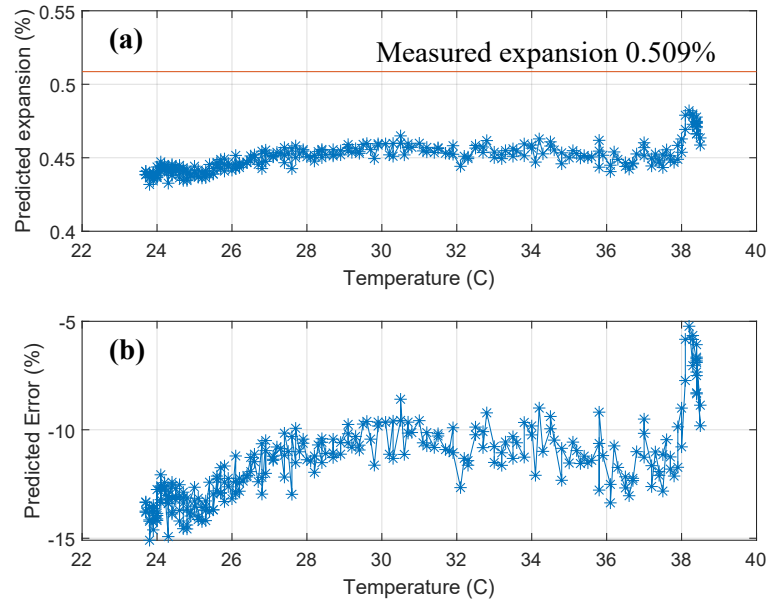 0.55
(a)
Measured expansion 0.509%
0.5
0.45
0.4
Predicted expansion (%)
22 24 26 28 30 32 34 36 38 40
Temperature (C)
-5
(b)
-10
-15
Predicted Error (%)
22 24 26 28 30 32 34 36 38 40
Temperature (C)